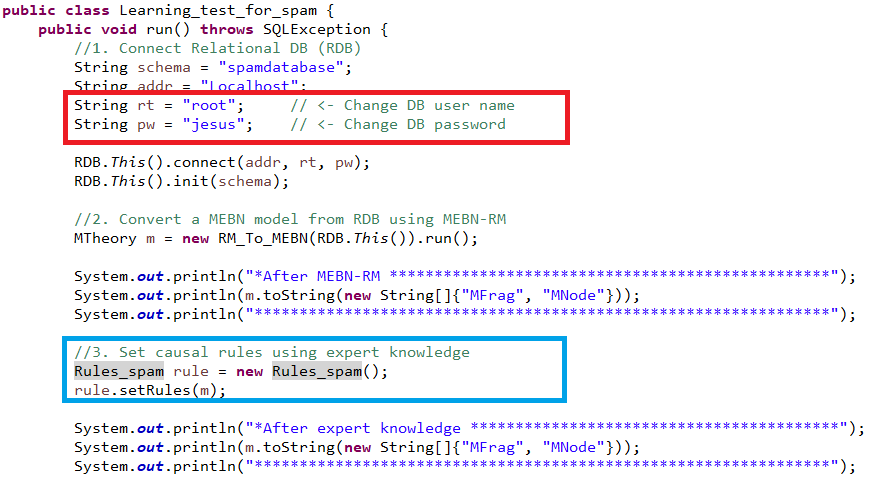 public class Learning_test_for_spam {
    public void run() throws SQLException {
        //1. Connect Relational DB (RDB)
        String schema = "spamdatabase";
        String addr = "Localhost";
        String rt = "root";     // <- Change DB user name
        String pw = "jesus";    // <- Change DB password
        RDB.This().connect(addr, rt, pw);
        RDB.This().init(schema);
        //2. Convert a MEBN model from RDB using MEBN-RM
        MTheory m = new RM_To_MEBN(RDB.This()).run();
        System.out.println("*After MEBN-RM *************************************************");
        System.out.println(m.toString(new String[]{"MFrag", "MNode"}));
        System.out.println("****************************************************************");
        //3. Set causal rules using expert knowledge
        Rules_spam rule = new Rules_spam();
        rule.setRules(m);
        System.out.println("*After expert knowledge *****************************************");
        System.out.println(m.toString(new String[]{"MFrag", "MNode"}));
        System.out.println("****************************************************************");